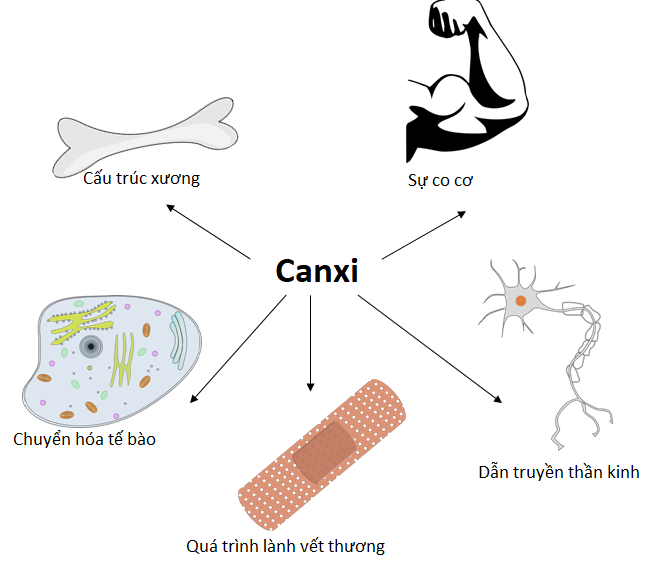 Cấu trúc xương
Sự co cơ
Canxi
Chuyển hóa tế bào
Dẫn truyền thần kinh
Quá trình lành vết thương